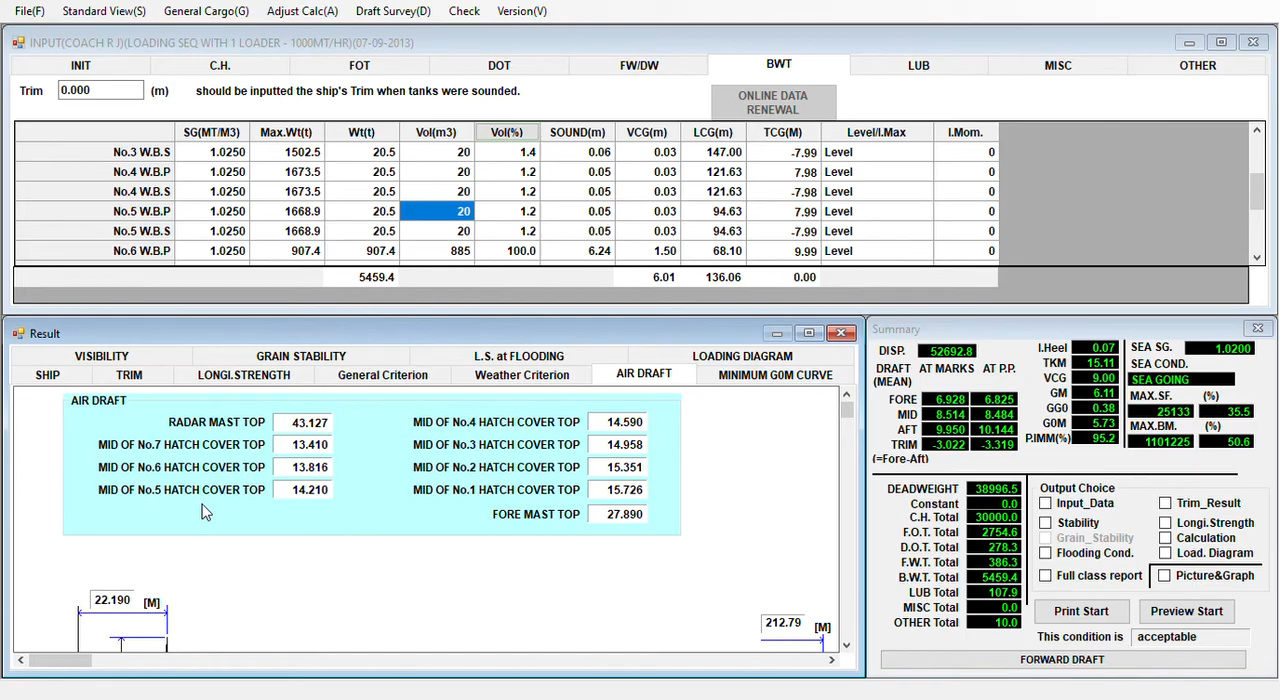 File(F) Standard View(S) General Cargo(G) Adjust Calc(A) Draft Survey(D) Check Version(V)
INPUT(COACH R J)(LOADING SEQ WITH 1 LOADER - 1000MT/HR)(07-09-2013)
INIT C.H. FOT DOT FW/DW BWT LUB MISC OTHER
Trim 0.000 (m) should be inputted the ship's Trim when tanks were sounded. ONLINE DATA
RENEWAL
SG(MT/M3) Max.Wt(t) Wt(t) Vol(m3) Vol(%) SOUND(m) VCG(m) LCG(m) TCG(M) Level/I.Max I.Mom.
No.3 W.B.S 1.0250 1502.5 20.5 20 1.4 0.06 0.03 147.00 -7.99 Level 0
No.4 W.B.P 1.0250 1673.5 20.5 20 1.2 0.05 0.03 121.63 7.98 Level 0
No.4 W.B.S 1.0250 1673.5 20.5 20 1.2 0.05 0.03 121.63 -7.98 Level 0
No.5 W.B.P 1.0250 1668.9 20.5 20 1.2 0.05 0.03 94.63 7.99 Level 0
No.5 W.B.S 1.0250 1668.9 20.5 20 1.2 0.05 0.03 94.63 -7.99 Level 0
No.6 W.B.P 1.0250 907.4 907.4 885 100.0 6.24 1.50 68.10 9.99 Level 0
5459.4 6.01 136.06 0.00
Result
VISIBILITY GRAIN STABILITY L.S. at FLOODING LOADING DIAGRAM
SHIP TRIM LONGI.STRENGTH General Criterion Weather Criterion AIR DRAFT MINIMUM G0M CURVE
AIR DRAFT
RADAR MAST TOP 43.127 MID OF No.4 HATCH COVER TOP 14.590
MID OF No.7 HATCH COVER TOP 13.410 MID OF No.3 HATCH COVER TOP 14.958
MID OF No.6 HATCH COVER TOP 13.816 MID OF No.2 HATCH COVER TOP 15.351
MID OF No.5 HATCH COVER TOP 14.210 MID OF No.1 HATCH COVER TOP 15.726
FORE MAST TOP 27.890
22.190 [M]
212.79 [M]
Summary
DISP. 52692.8
DRAFT AT MARKS AT P.P.
(MEAN)
FORE 6.928 6.825
MID 8.514 8.484
AFT 9.950 10.144
TRIM -3.022 -3.319
(=Fore-Aft)
I.Heel 0.07
TKM 15.11
VCG 9.00
GM 6.11
GG0 0.38
G0M 5.73
P.IMM(%) 95.2
SEA SG. 1.0200
SEA COND.
SEA GOING
MAX.SF. (%)
25133 35.5
MAX.BM. (%)
1101225 50.6
DEADWEIGHT 38996.5
Constant 0.0
C.H. Total 30000.0
F.O.T. Total 2754.6
D.O.T. Total 278.3
F.W.T. Total 386.3
B.W.T. Total 5459.4
LUB Total 107.9
MISC Total 0.0
OTHER Total 10.0
Output Choice
Input_Data Trim_Result
Stability Longi.Strength
Grain_Stability Calculation
Flooding Cond. Load. Diagram
Full class report Picture&Graph
Print Start Preview Start
This condition is acceptable
FORWARD DRAFT